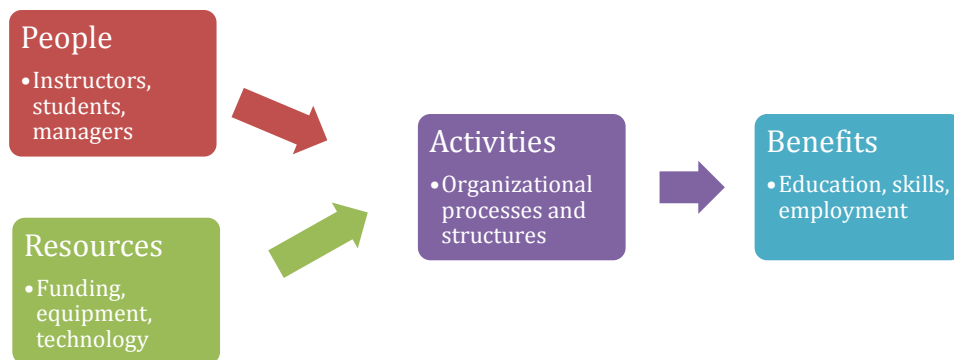 People
•Instructors,
students,
managers
Resources
•Funding,
equipment,
technology
Activities
•Organizational
processes and
structures
Benefits
•Education, skills,
employment